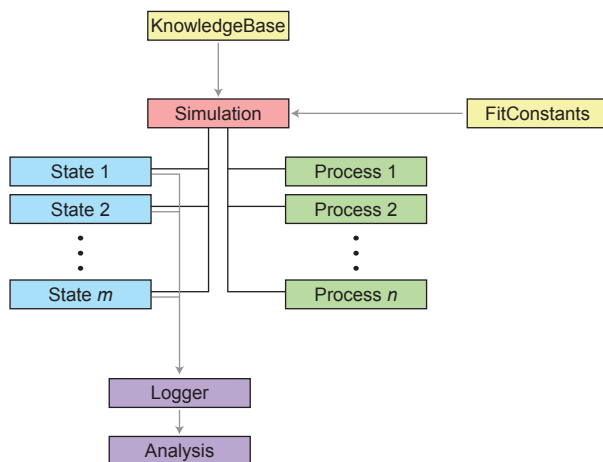 KnowledgeBase
Simulation
FitConstants
State 1
Process 1
State 2
Process 2
State m
Process n
Logger
Analysis